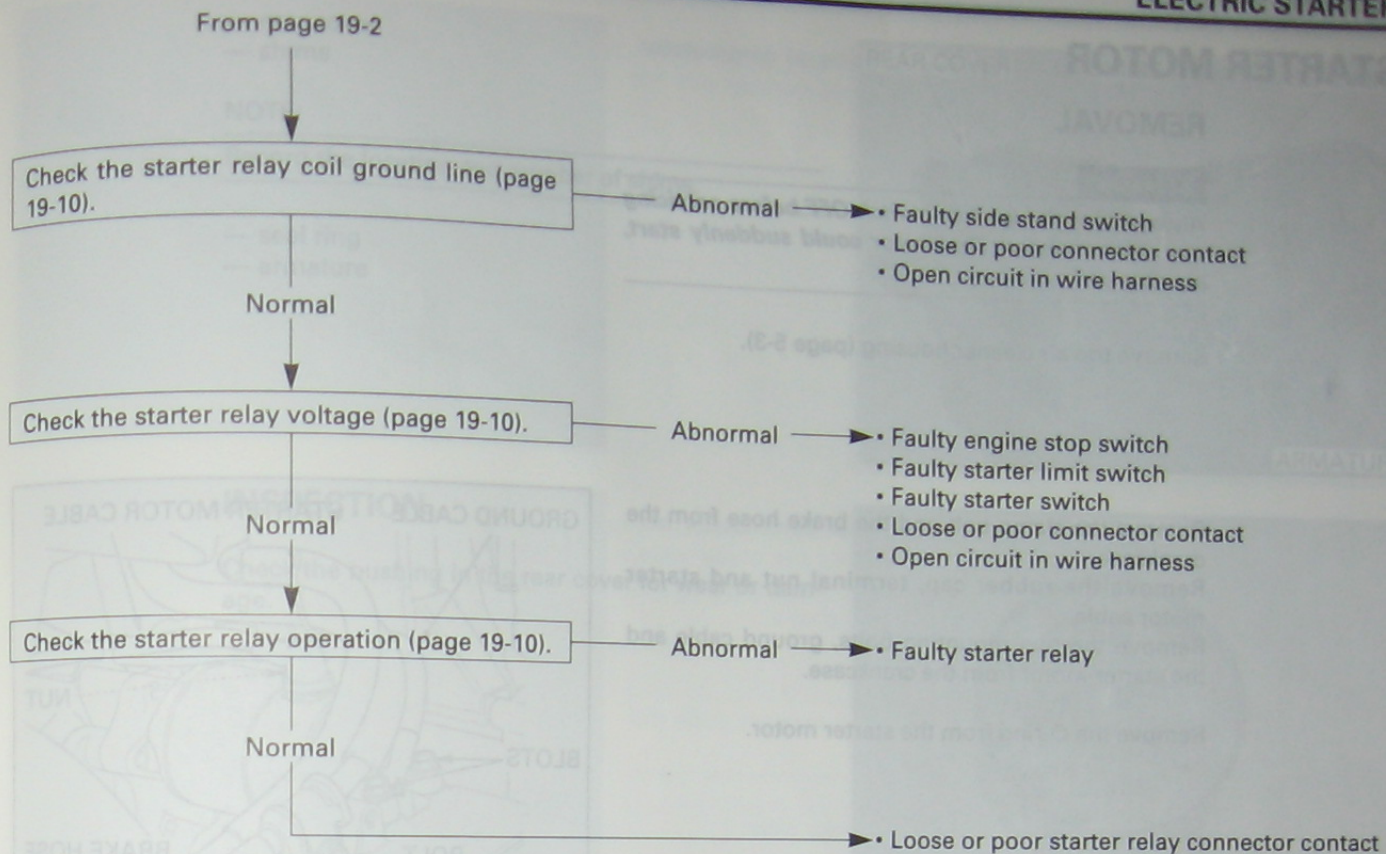 ELECTRIC STARTER
From page 19-2
Check the starter relay coil ground line (page
19-10).
Abnormal
• Faulty side stand switch
• Loose or poor connector contact
• Open circuit in wire harness
Normal
Check the starter relay voltage (page 19-10).
Abnormal
• Faulty engine stop switch
• Faulty starter limit switch
• Faulty starter switch
• Loose or poor connector contact
• Open circuit in wire harness
Normal
Check the starter relay operation (page 19-10).
Abnormal
• Faulty starter relay
Normal
• Loose or poor starter relay connector contact